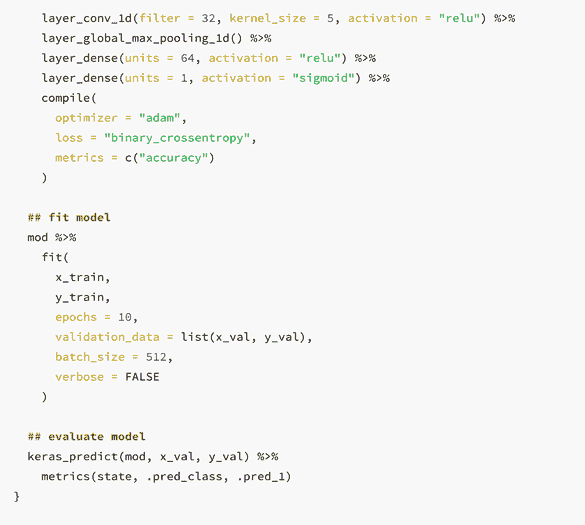 layer_conv_1d(filter = 32, kernel_size = 5, activation = "relu") %>%
layer_global_max_pooling_1d() %>%
layer_dense(units = 64, activation = "relu") %>%
layer_dense(units = 1, activation = "sigmoid") %>%
compile(
optimizer = "adam",
loss = "binary_crossentropy",
metrics = c("accuracy")
)
## fit model
mod %>%
fit(
x_train,
y_train,
epochs = 10,
validation_data = list(x_val, y_val),
batch_size = 512,
verbose = FALSE
)
## evaluate model
keras_predict(mod, x_val, y_val) %>%
metrics(state, .pred_class, .pred_1)
}